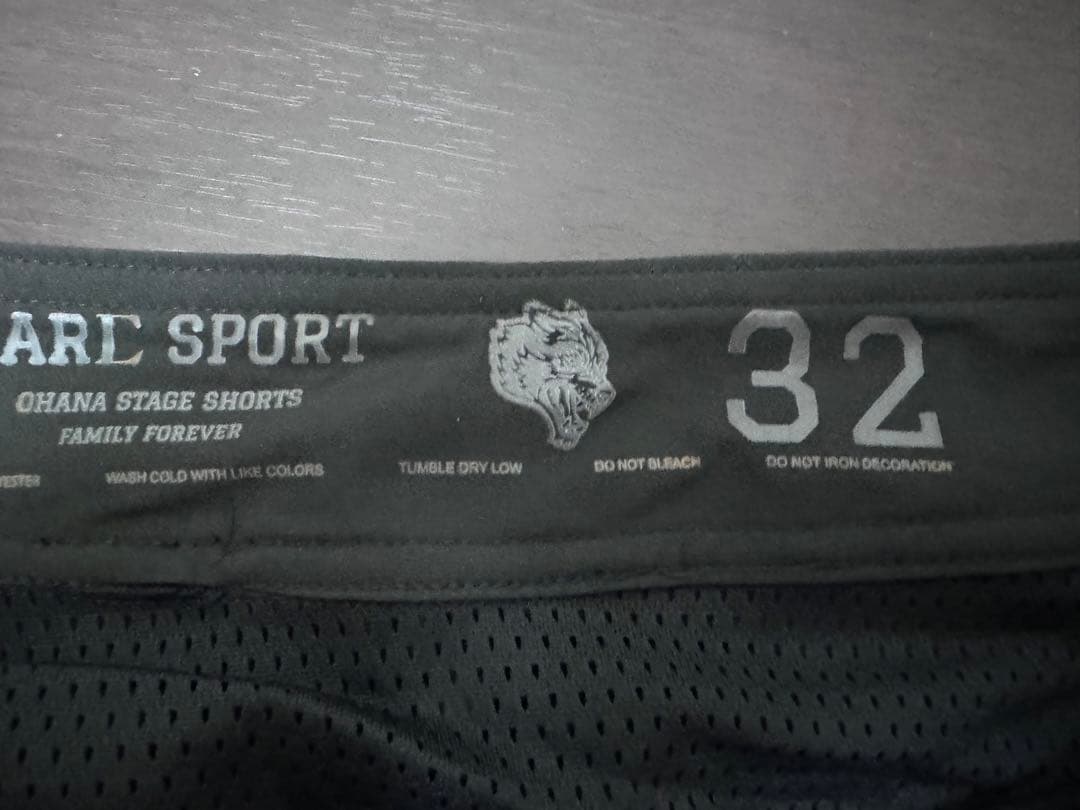 SPORT
32
OHANA STAGE SHORTS
FAMILY FOREVER
WASH COLD WITH LIKE COLORS
TUMBLE DRY LOW
DO NOT BLEACH
DO NOT IRON DECORATION